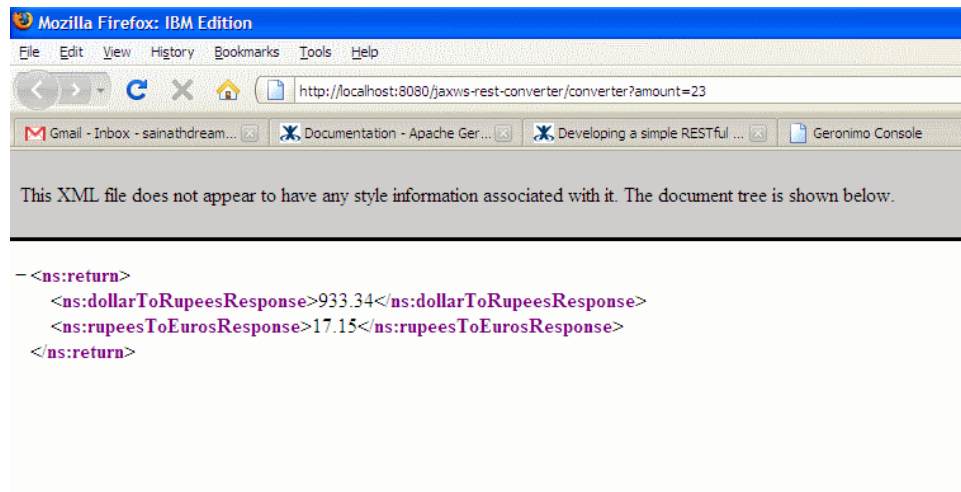 Mozilla Firefox: IBM Edition
File Edit View History Bookmarks Tools Help
http://localhost:8080/jaxws-rest-converter/converter?amount=23
Gmail - Inbox - sainathdream... Documentation - Apache Ger... Developing a simple RESTful ... Geronimo Console
This XML file does not appear to have any style information associated with it. The document tree is shown below.
−<ns:return>
<ns:dollarToRupeesResponse>933.34</ns:dollarToRupeesResponse>
<ns:rupeesToEurosResponse>17.15</ns:rupeesToEurosResponse>
</ns:return>